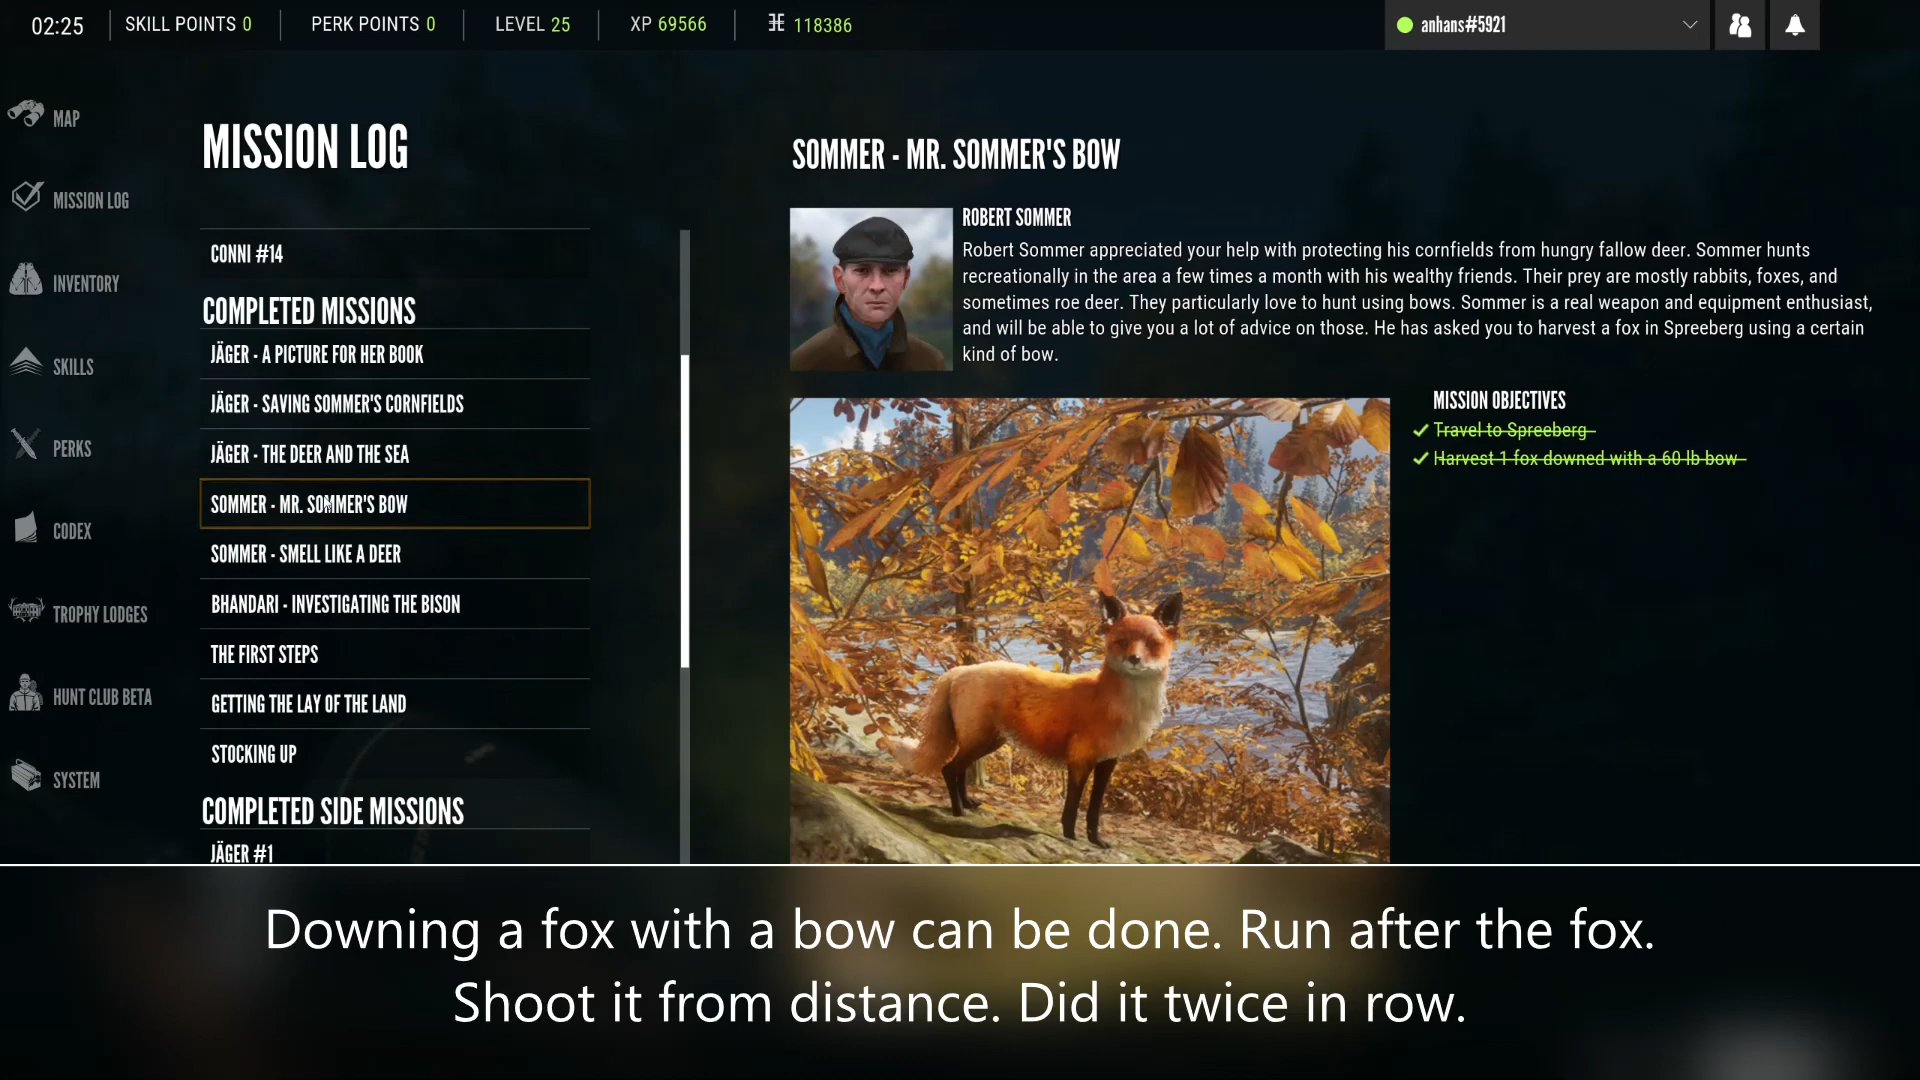 02:25
SKILL POINTS 0
PERK POINTS 0
LEVEL 25
XP 69566
118386
anhans#5921
MAP
MISSION LOG
INVENTORY
SKILLS
PERKS
CODEX
TROPHY LODGES
HUNT CLUB BETA
SYSTEM
MISSION LOG
CONNI #14
COMPLETED MISSIONS
JÄGER - A PICTURE FOR HER BOOK
JÄGER - SAVING SOMMER'S CORNFIELDS
JÄGER - THE DEER AND THE SEA
SOMMER - MR. SOMMER'S BOW
SOMMER - SMELL LIKE A DEER
BHANDARI - INVESTIGATING THE BISON
THE FIRST STEPS
GETTING THE LAY OF THE LAND
STOCKING UP
COMPLETED SIDE MISSIONS
JÄGER #1
SOMMER - MR. SOMMER'S BOW
ROBERT SOMMER
Robert Sommer appreciated your help with protecting his cornfields from hungry fallow deer. Sommer hunts
recreationally in the area a few times a month with his wealthy friends. Their prey are mostly rabbits, foxes, and
sometimes roe deer. They particularly love to hunt using bows. Sommer is a real weapon and equipment enthusiast,
and will be able to give you a lot of advice on those. He has asked you to harvest a fox in Spreeberg using a certain
kind of bow.
MISSION OBJECTIVES
Travel to Spreeberg
Harvest 1 fox downed with a 60 lb bow
Downing a fox with a bow can be done. Run after the fox.
Shoot it from distance. Did it twice in row.